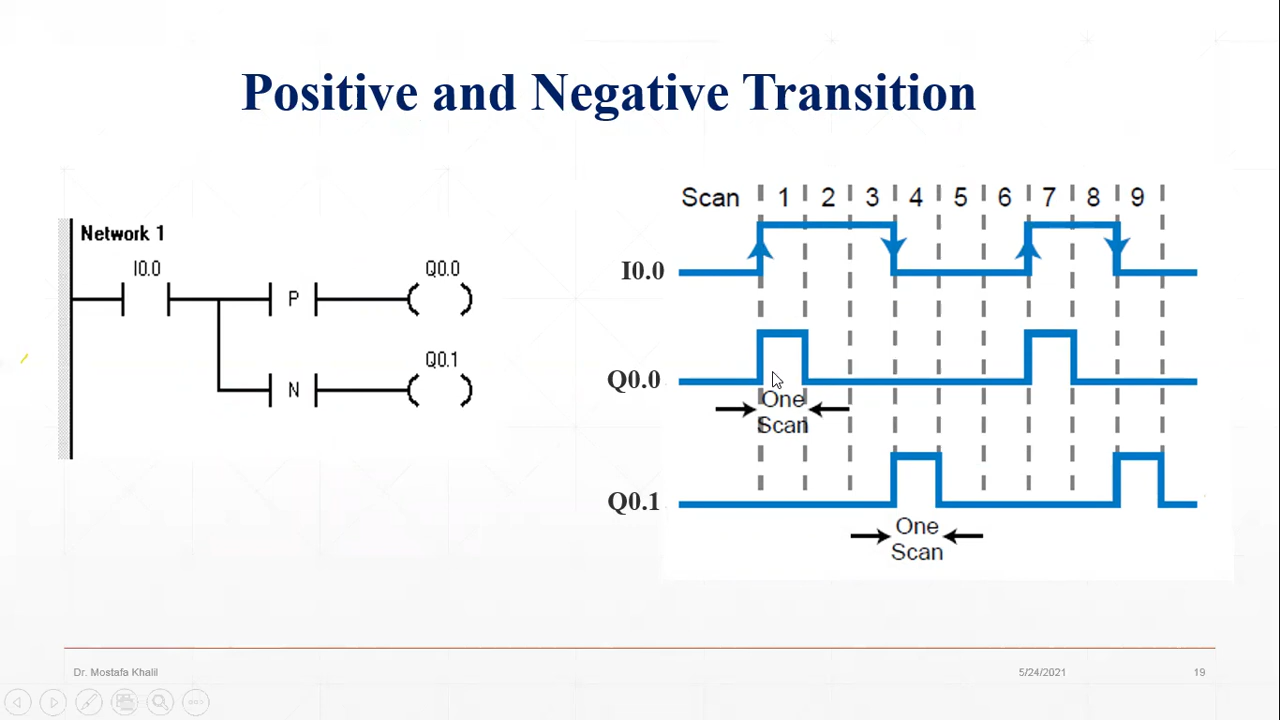 Positive and Negative Transition
Network 1
I0.0
P
Q0.0
N
Q0.1
Scan 1 2 3 4 5 6 7 8 9
I0.0
Q0.0
One
Scan
Q0.1
One
Scan
Dr. Mostafa Khalil
5/24/2021
19